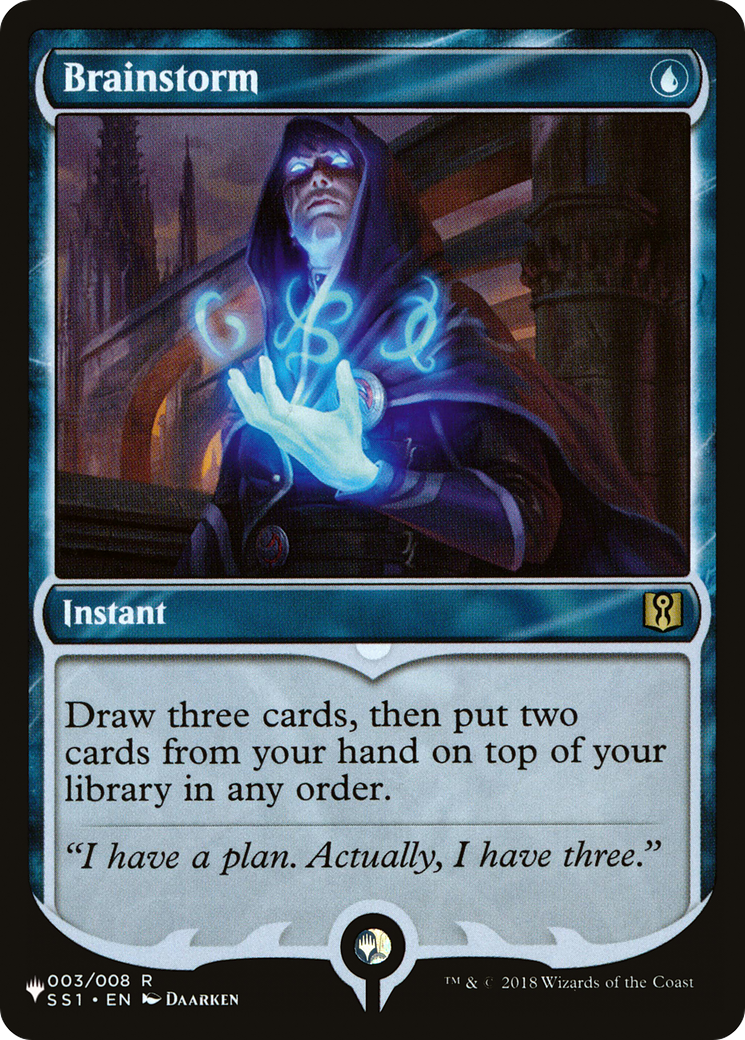 Brainstorm
Instant
Draw three cards, then put two
cards from your hand on top of your
library in any order.
“I have a plan. Actually, I have three.”
003/008 R
SS1 • EN DAARKEN
™ & © 2018 Wizards of the Coast